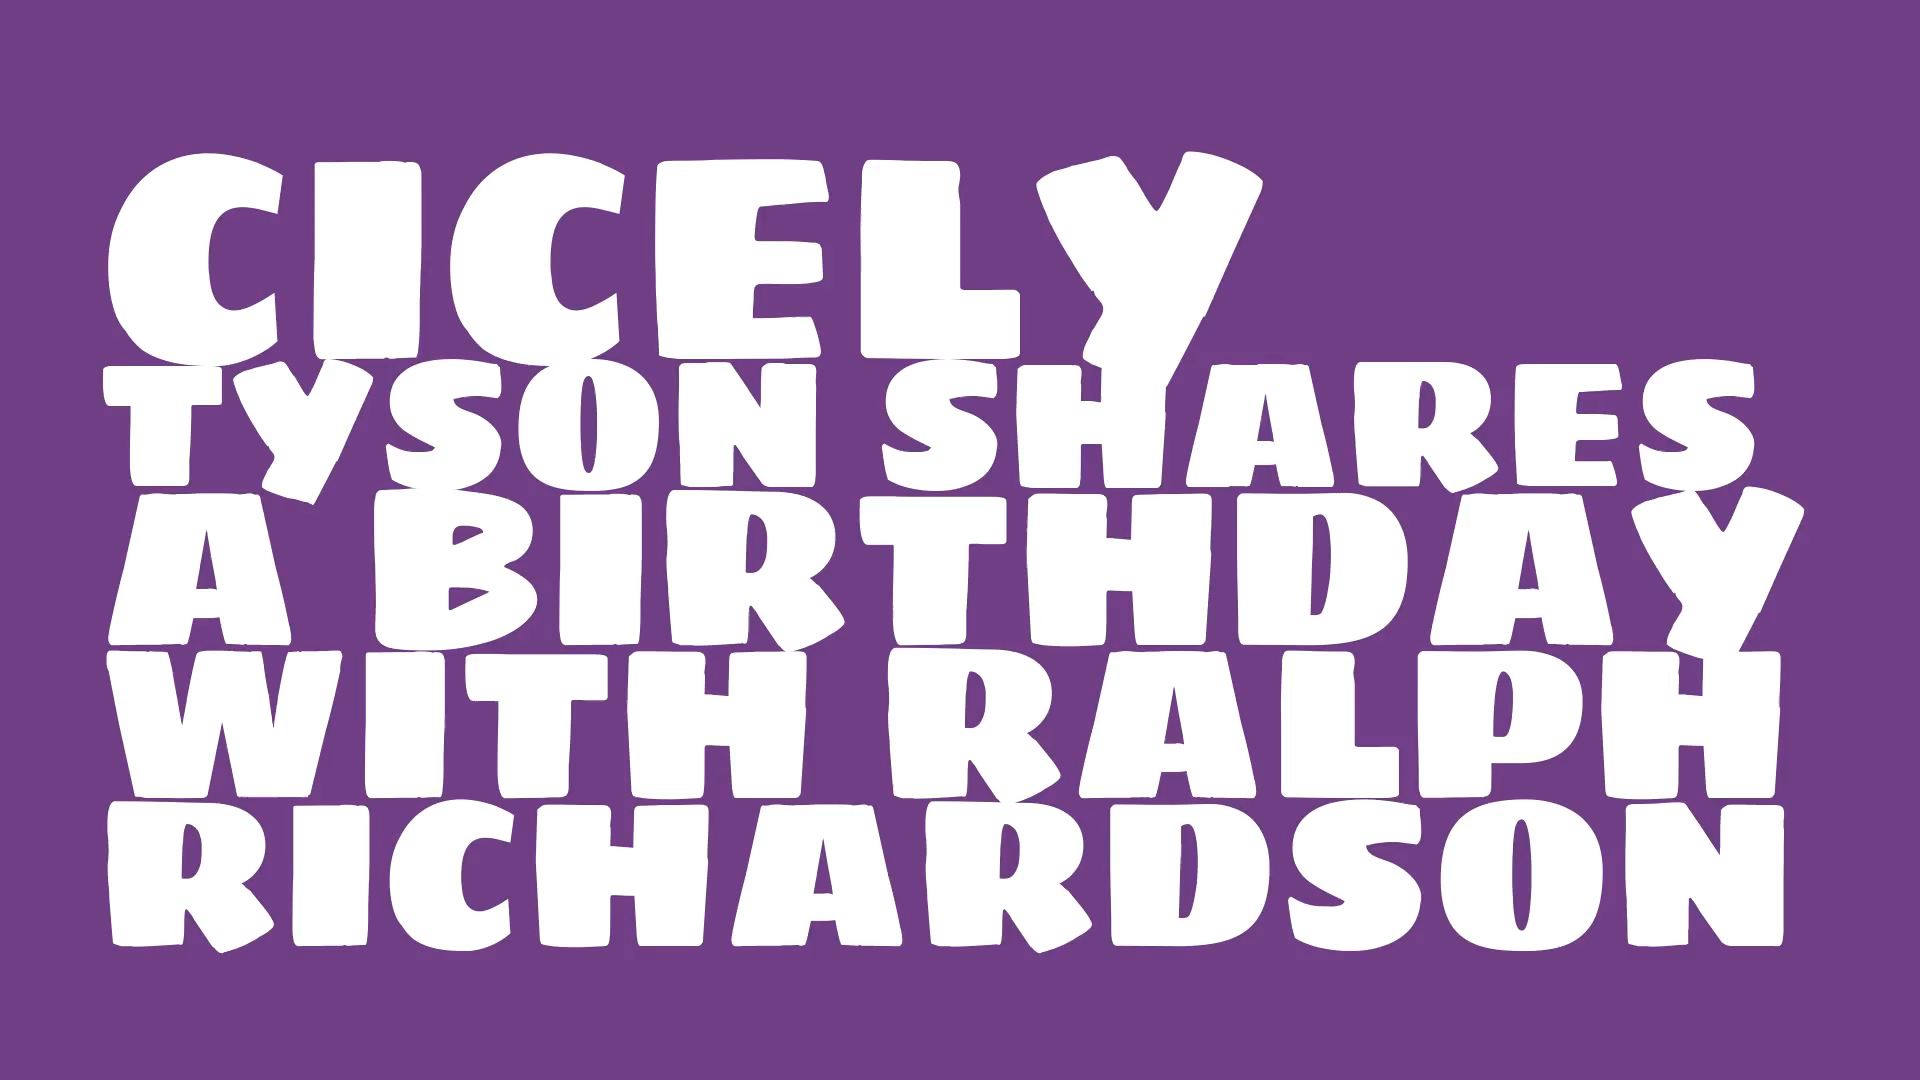 CICELY
TYSON SHARES
A BIRTHDAY
WITH RALPH
RICHARDSON